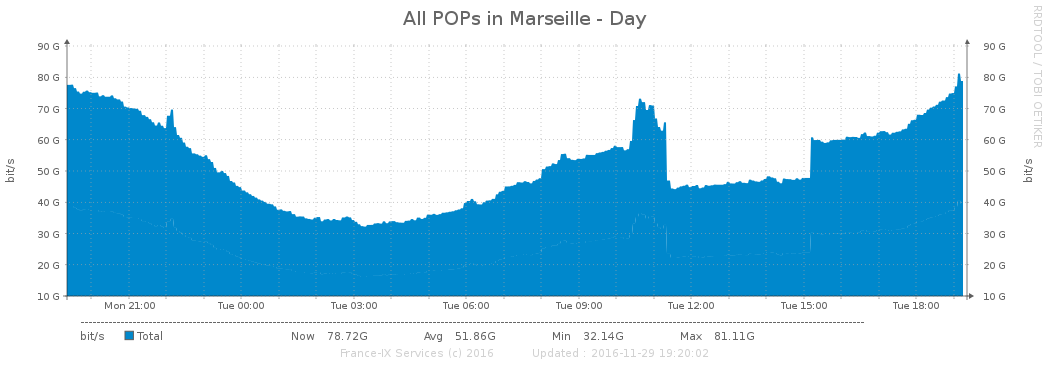 All POPs in Marseille - Day
RRDTOOL / TOBI OETIKER
90 G 90 G
80 G 80 G
70 G 70 G
60 G 60 G
50 G 50 G
40 G 40 G
30 G 30 G
20 G 20 G
10 G 10 G
bit/s bit/s
Mon 21:00 Tue 00:00 Tue 03:00 Tue 06:00 Tue 09:00 Tue 12:00 Tue 15:00 Tue 18:00
bit/s Total Now 78.72G Avg 51.86G Min 32.14G Max 81.11G
France-IX Services (c) 2016 Updated : 2016-11-29 19:20:02